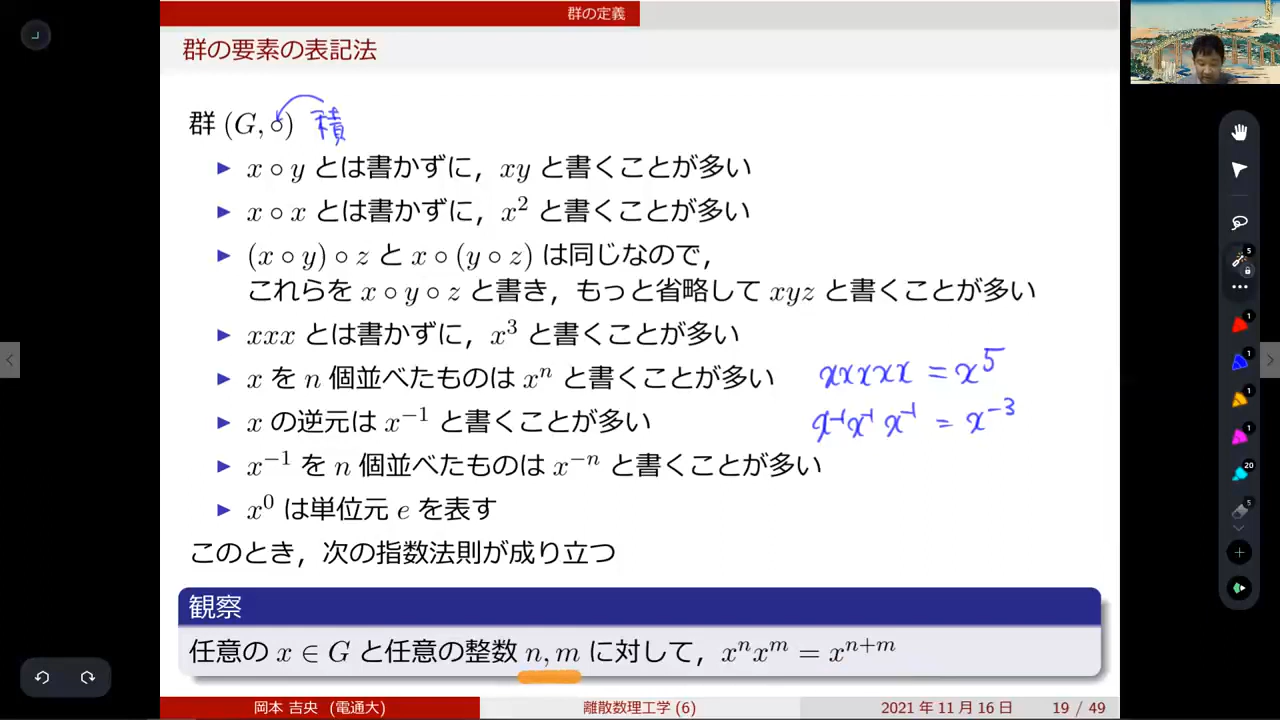 群の定義
群の要素の表記法
群 (G, ∘) 積
▶ x ∘ y とは書かずに，xy と書くことが多い
▶ x ∘ x とは書かずに，x² と書くことが多い
▶ (x ∘ y) ∘ z と x ∘ (y ∘ z) は同じなので，
これらを x ∘ y ∘ z と書き，もっと省略して xyz と書くことが多い
▶ xxx とは書かずに，x³ と書くことが多い
▶ x を n 個並べたものは xⁿ と書くことが多い
xxxxx = x⁵
▶ x の逆元は x⁻¹ と書くことが多い
x⁻¹x⁻¹x⁻¹ = x⁻³
▶ x⁻¹ を n 個並べたものは x⁻ⁿ と書くことが多い
▶ x⁰ は単位元 e を表す
このとき，次の指数法則が成り立つ
観察
任意の x ∈ G と任意の整数 n, m に対して，xⁿxᵐ = xⁿ⁺ᵐ
岡本 吉央 (電通大) 離散数理工学 (6) 2021 年 11 月 16 日 19 / 49
5
1
1
1
1
20
5